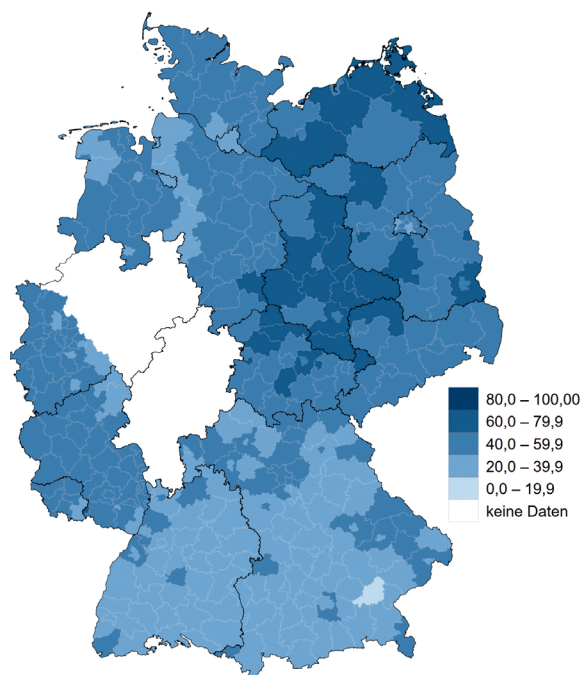 80,0 – 100,00
60,0 – 79,9
40,0 – 59,9
20,0 – 39,9
0,0 – 19,9
keine Daten